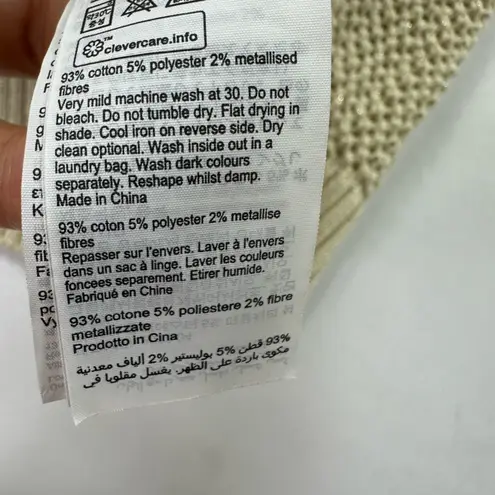 clevercare.info
TM
93% cotton 5% polyester 2% metallised
fibres
Very mild machine wash at 30. Do not
bleach. Do not tumble dry. Flat drying in
shade. Cool iron on reverse side. Dry
clean optional. Wash inside out in a
laundry bag. Wash dark colours
separately. Reshape whilst damp.
Made in China
93% coton 5% polyester 2% metallise
fibres
Repasser sur l'envers. Laver à l'envers
dans un sac à linge. Laver les couleurs
foncees separement. Etirer humide.
Fabriqué en Chine
93% cotone 5% poliestere 2% fibre
metallizzate
Prodotto in Cina
93% قطن 5% بوليستير 2% ألياف معدنية
مكوى باردة على الظهر. يغسل مقلوبا في